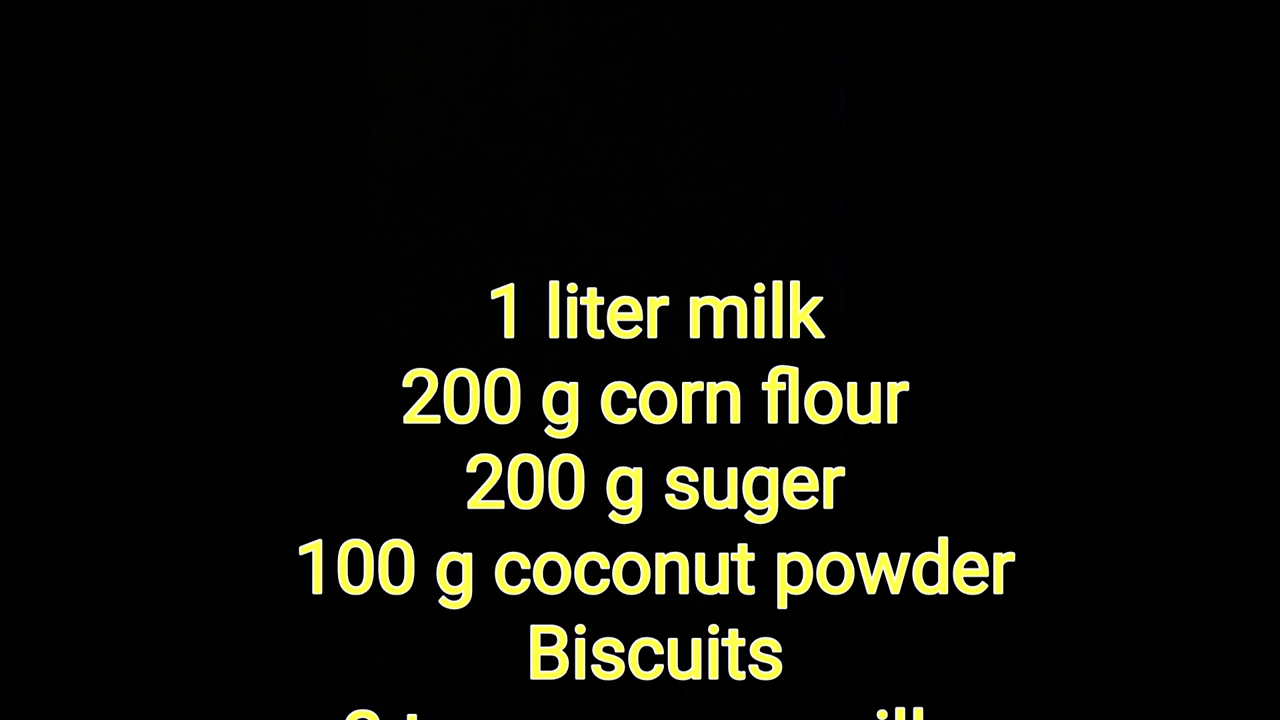 1 liter milk
200 g corn flour
200 g suger
100 g coconut powder
Biscuits